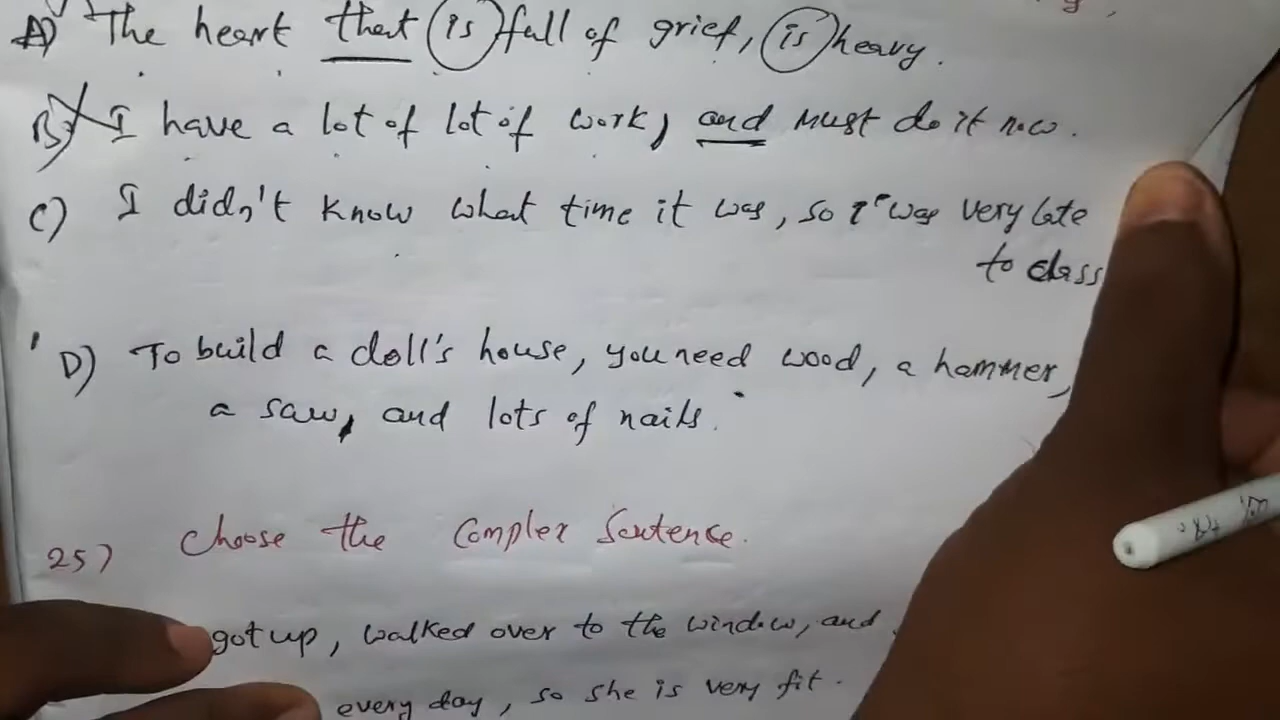 A) The heart that is full of grief, is heavy.
B) I have a lot of lot of work, and must do it now.
C) I didn't know what time it was, so I was very late
to class
D) To build a doll's house, you need wood, a hammer,
a saw, and lots of nails.
25) Choose the Complex Sentence.
got up, walked over to the window, and
every day, so she is very fit.